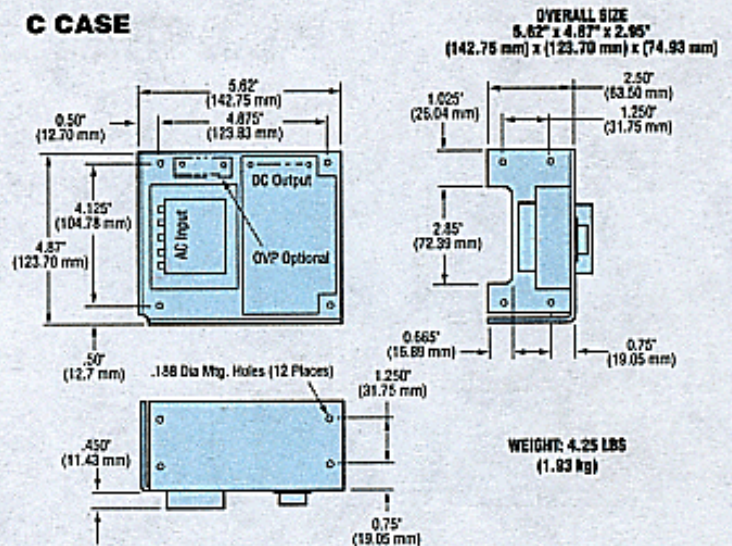 C CASE
OVERALL SIZE
5.62" x 4.87" x 2.95"
(142.75 mm) x (123.70 mm) x (74.93 mm)
5.62"
(142.75 mm)
0.50"
(12.70 mm)
4.875"
(123.83 mm)
2.50"
(63.50 mm)
1.025"
(26.04 mm)
1.250"
(31.75 mm)
DC Output
4.125"
(104.78 mm)
AC Input
4.87"
(123.70 mm)
OVP Optional
2.85"
(72.39 mm)
.50"
(12.7 mm)
0.665"
(16.89 mm)
0.75"
(19.05 mm)
.188 Dia Mtg. Holes (12 Places)
1.250"
(31.75 mm)
.450"
(11.43 mm)
WEIGHT: 4.25 LBS
(1.93 kg)
0.75"
(19.05 mm)